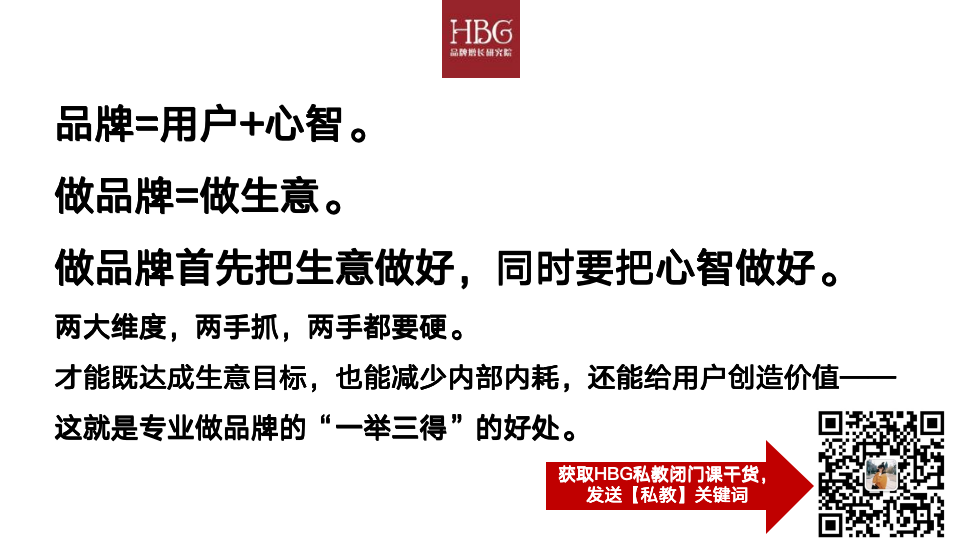 HBG
品牌增长研究院
品牌=用户+心智。
做品牌=做生意。
做品牌首先把生意做好，同时要把心智做好。
两大维度，两手抓，两手都要硬。
才能既达成生意目标，也能减少内部内耗，还能给用户创造价值——
这就是专业做品牌的“一举三得”的好处。
获取HBG私教闭门课干货，
发送【私教】关键词